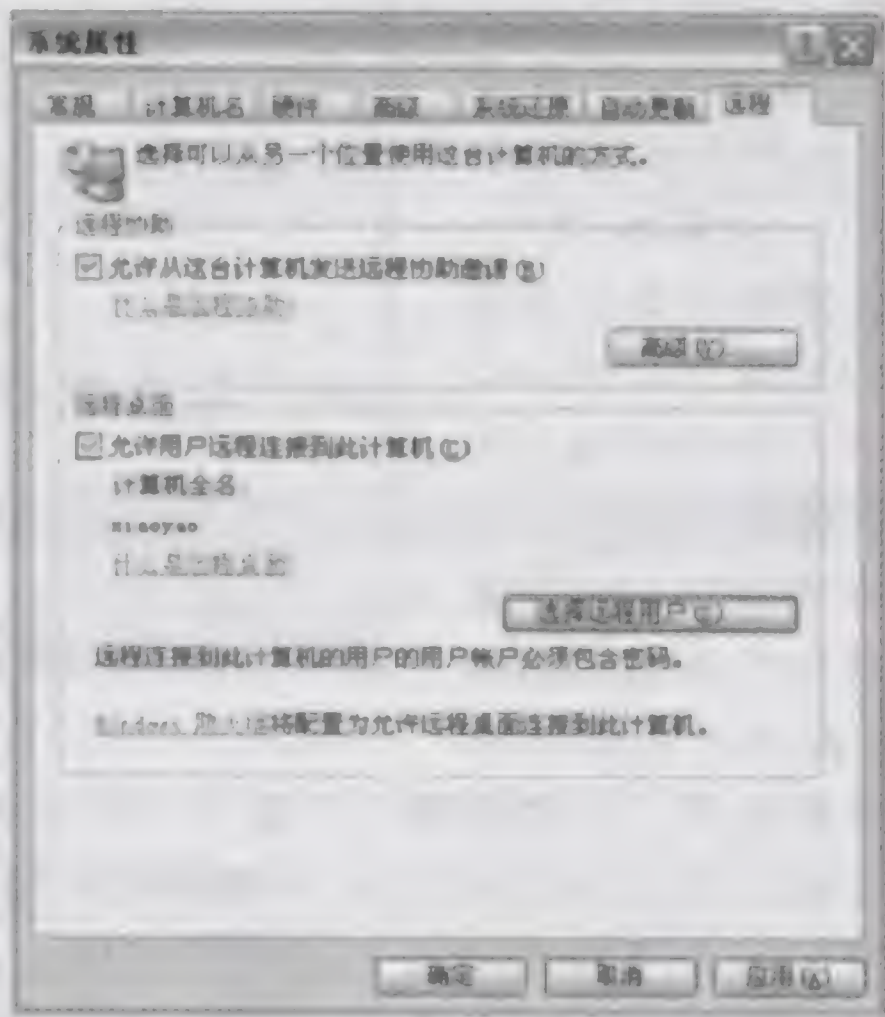 系统属性
常规 计算机名 硬件 高级 系统还原 自动更新 远程
选择可以从另一个位置使用这台计算机的方式。
远程协助
允许从这台计算机发送远程协助邀请(R)
什么是远程协助
高级(V)...
远程桌面
允许用户远程连接到此计算机(C)
计算机全名
xiaoyao
什么是远程桌面
选择远程用户(S)
远程连接到此计算机的用户的用户帐户必须包含密码。
Windows 防火墙将配置为允许远程桌面连接到此计算机。
确定 取消 应用(A)